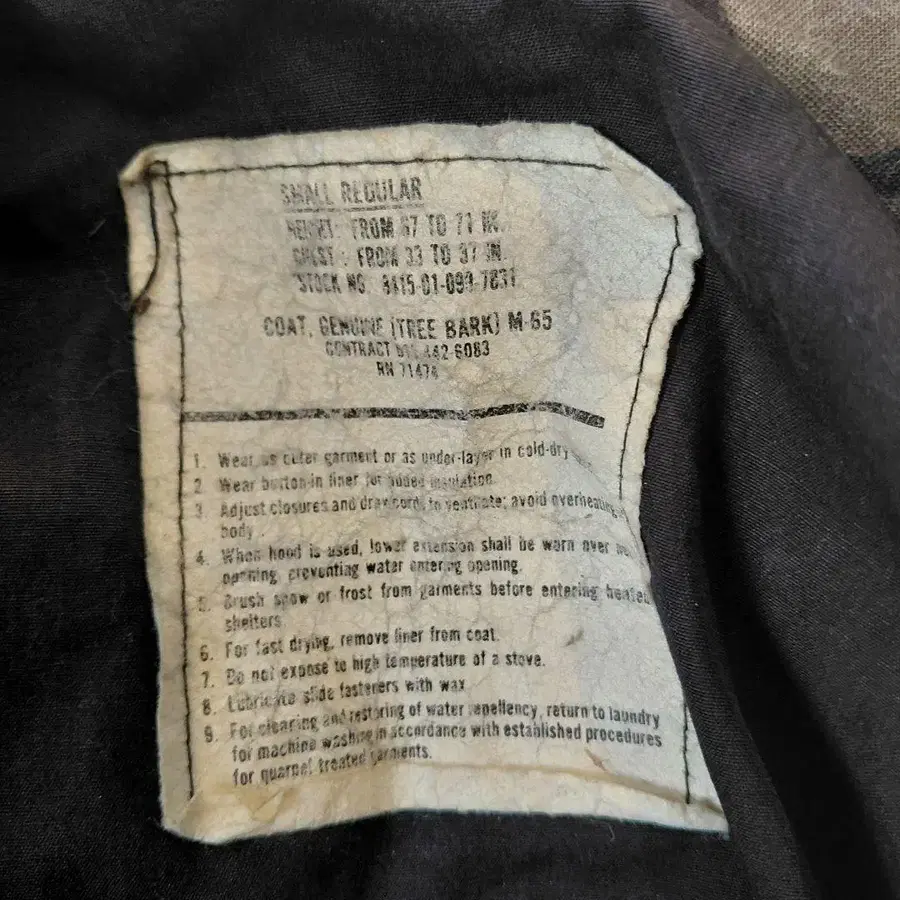 SMALL REGULAR
HEIGHT: FROM 67 TO 71 IN.
CHEST: FROM 33 TO 37 IN.
STOCK NO. 8415-01-099-7831
COAT, GENUINE (TREE BARK) M-65
CONTRACT 442-6083
RN 71474
1. Wear as outer garment or as under-layer in cold-dry
2 Wear button-in liner for added insulation.
3. Adjust closures and draw cord, to ventilate; avoid overheating
body.
4. When hood is used, lower extension shall be worn over
opening, preventing water entering opening.
5. Brush snow or frost from garments before entering heated
shelters.
6. For fast drying, remove liner from coat.
7. Do not expose to high temperature of a stove.
8. Lubricate slide fasteners with wax
9. For clearing and restoring of water repellency, return to laundry
for machine washing in accordance with established procedures
for quarpel treated garments.